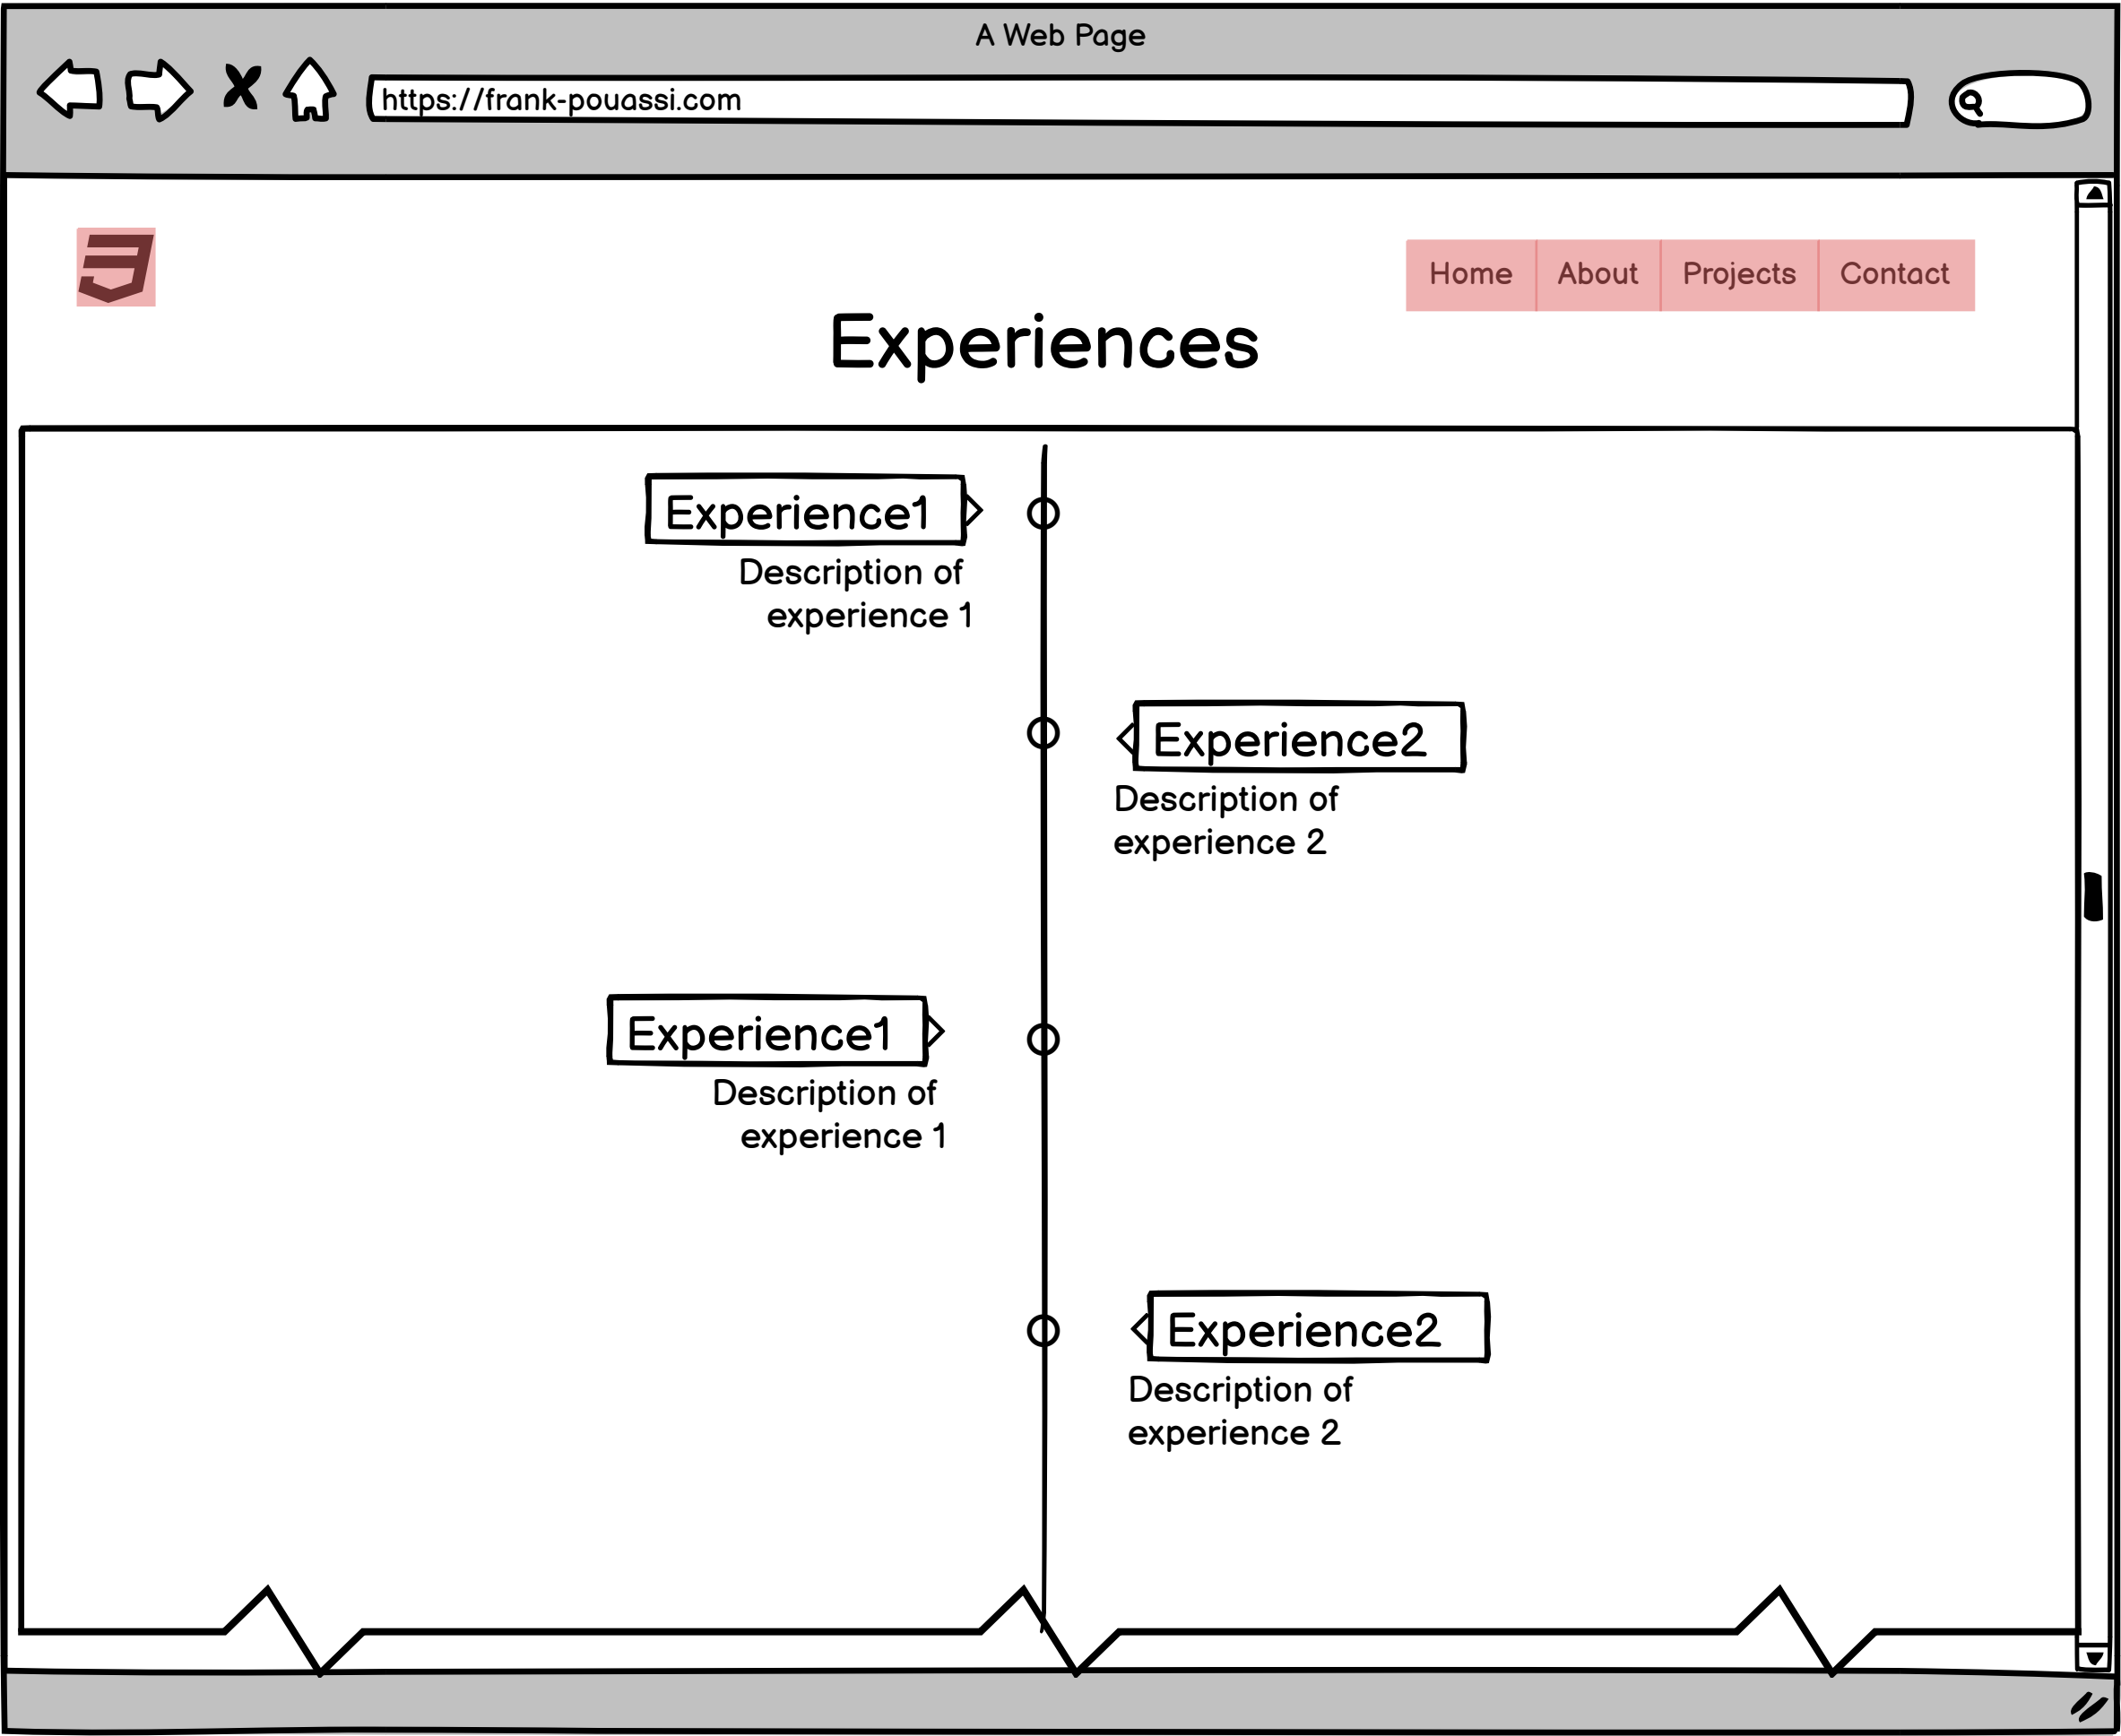 A Web Page
https://frank-pouassi.com
Home About Projects Contact
Experiences
Experience1
Description of
experience 1
Experience2
Description of
experience 2
Experience1
Description of
experience 1
Experience2
Description of
experience 2